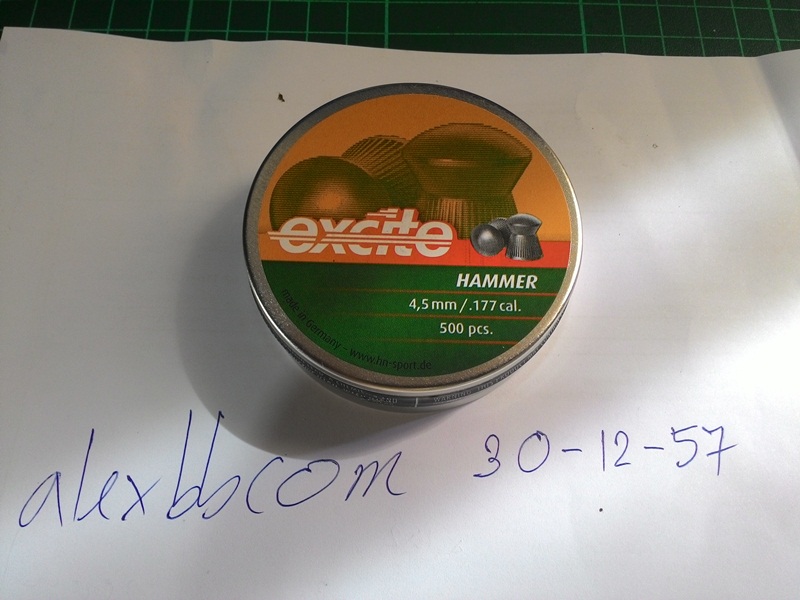 excite
HAMMER
4,5 mm / .177 cal.
500 pcs.
made in Germany - www.hn-sport.de
alexbbcom 30-12-57